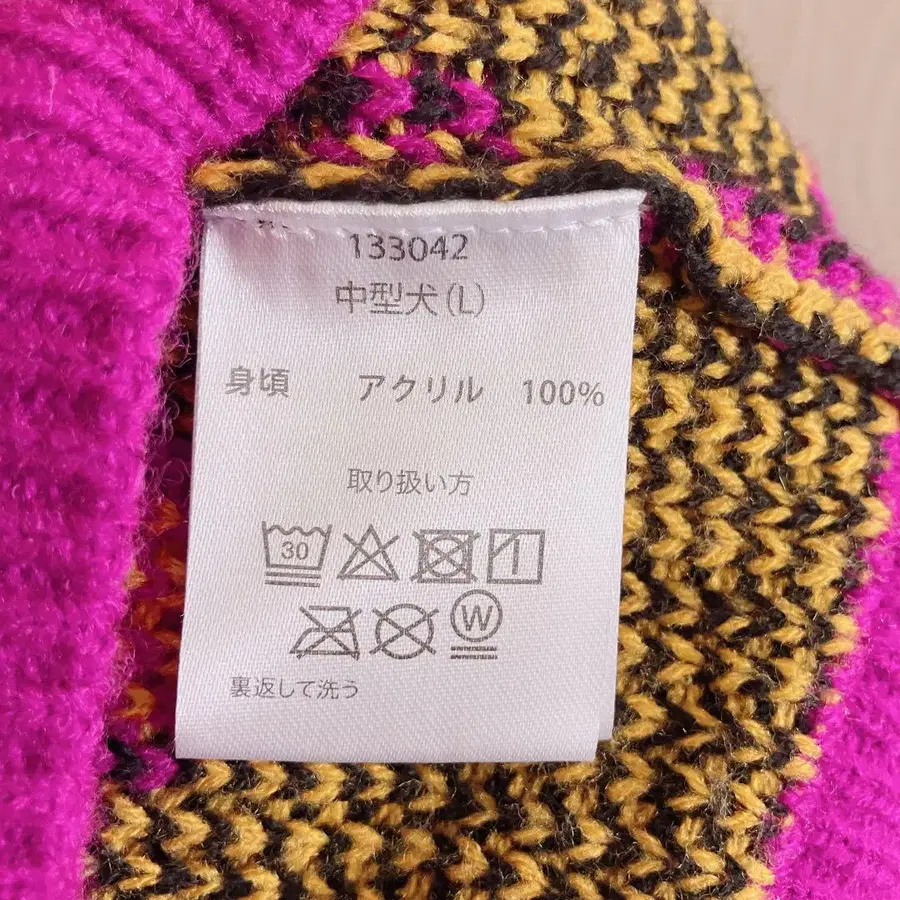 133042
中型犬(L)
身頃 アクリル 100%
取り扱い方
30
W
裏返して洗う